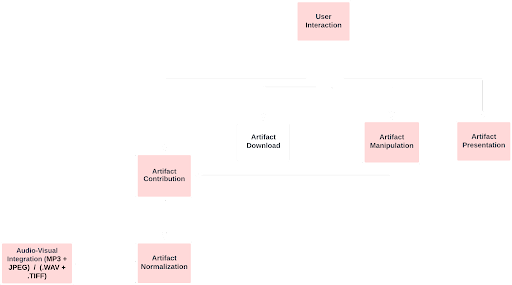 User
Interaction
Artifact
Download
Artifact
Manipulation
Artifact
Presentation
Artifact
Contribution
Audio-Visual
Integration (MP3 +
JPEG) / (.WAV +
.TIFF)
Artifact
Normalization